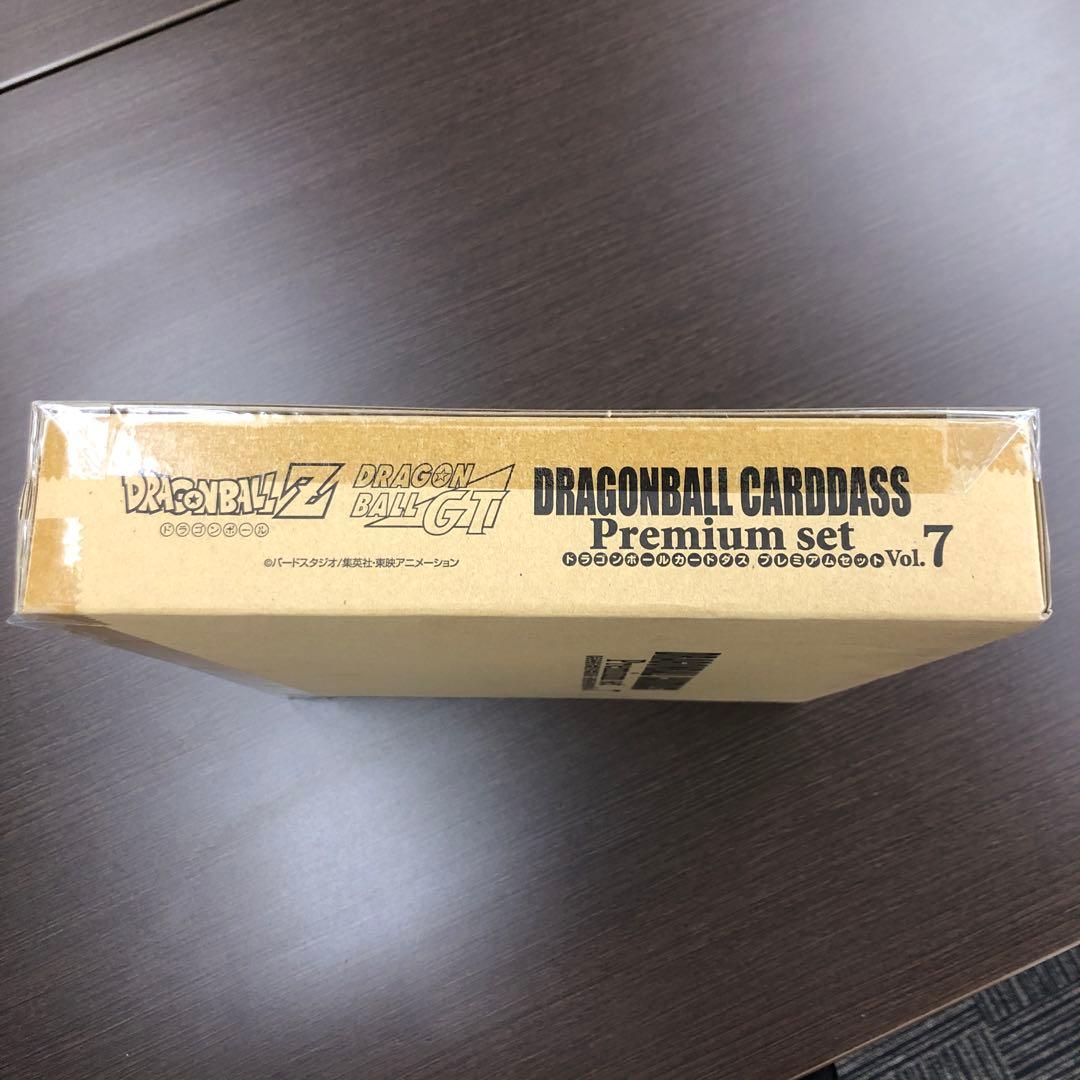 DRAGONBALL Z
ドラゴンボール
DRAGON
BALL GT
DRAGONBALL CARDDASS
Premium set
ドラゴンボールカードダス プレミアムセット Vol.7
©バードスタジオ/集英社・東映アニメーション
Premium set